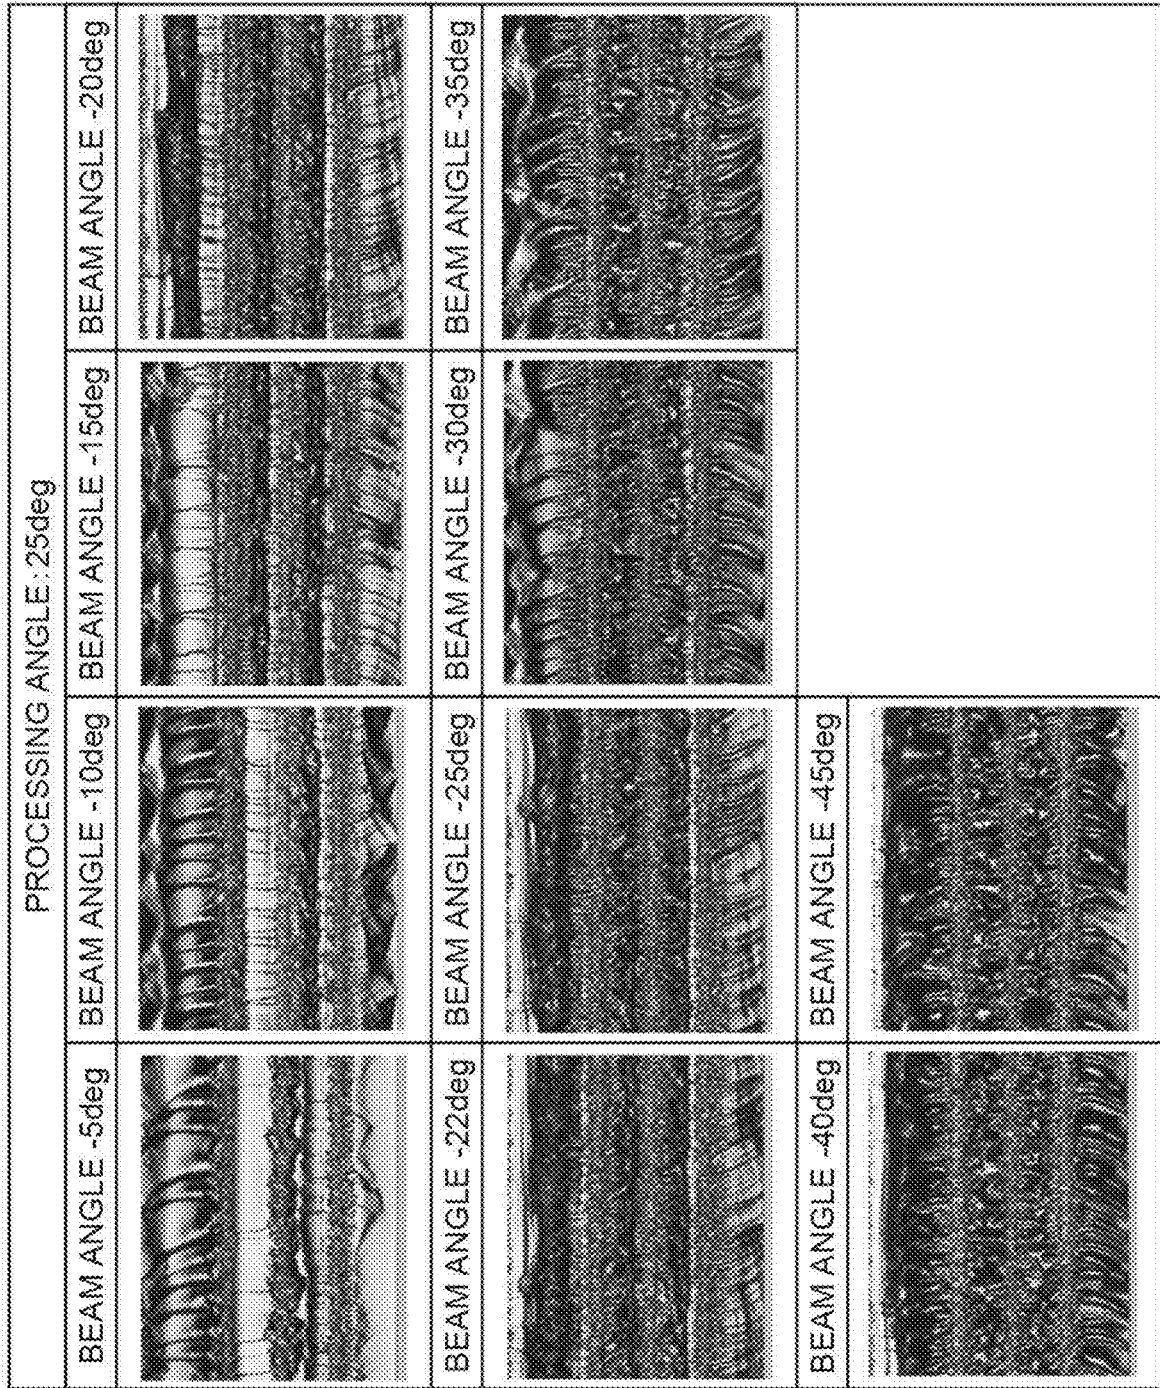 PROCESSING ANGLE:25deg
BEAM ANGLE -5deg
BEAM ANGLE -10deg
BEAM ANGLE -15deg
BEAM ANGLE -20deg
BEAM ANGLE -22deg
BEAM ANGLE -25deg
BEAM ANGLE -30deg
BEAM ANGLE -35deg
BEAM ANGLE -40deg
BEAM ANGLE -45deg